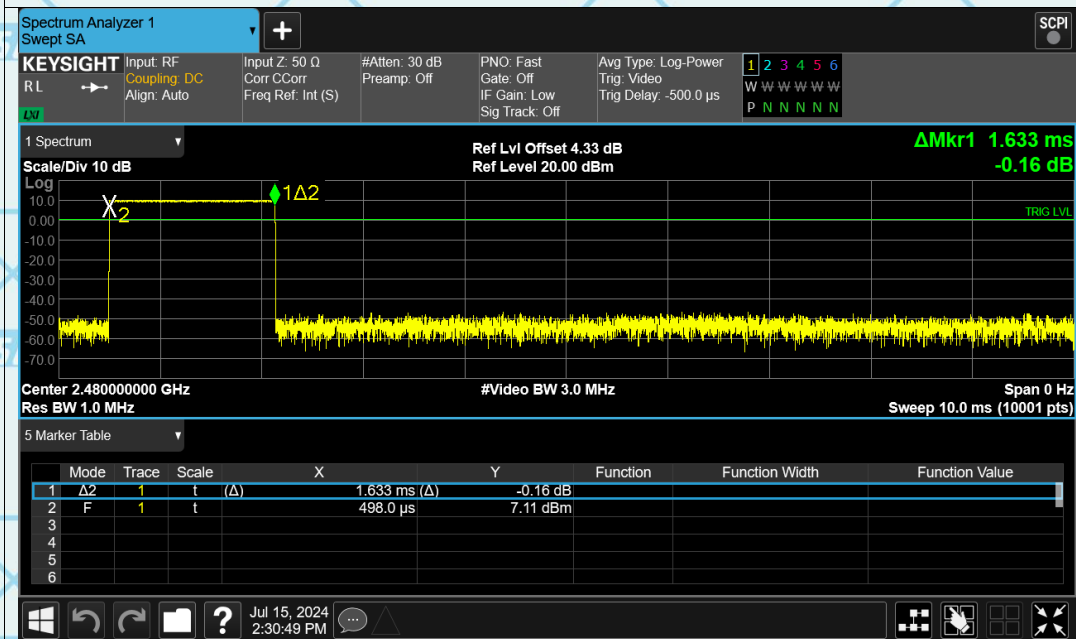 Spectrum Analyzer 1
Swept SA
+
SCPI
KEYSIGHT
R L
LXI
Input: RF
Coupling: DC
Align: Auto
Input Z: 50 Ω
Corr CCorr
Freq Ref: Int (S)
#Atten: 30 dB
Preamp: Off
PNO: Fast
Gate: Off
IF Gain: Low
Sig Track: Off
Avg Type: Log-Power
Trig: Video
Trig Delay: -500.0 µs
1 2 3 4 5 6
W W W W W W
P N N N N N
1 Spectrum
Scale/Div 10 dB
Ref Lvl Offset 4.33 dB
Ref Level 20.00 dBm
ΔMkr1 1.633 ms
-0.16 dB
Log
10.0
0.00
-10.0
-20.0
-30.0
-40.0
-50.0
-60.0
-70.0
X2
1Δ2
TRIG LVL
Center 2.480000000 GHz
#Video BW 3.0 MHz
Span 0 Hz
Res BW 1.0 MHz
Sweep 10.0 ms (10001 pts)
5 Marker Table
Mode Trace Scale X Y Function Function Width Function Value
1 Δ2 1 t (Δ) 1.633 ms (Δ) -0.16 dB
2 F 1 t 498.0 µs 7.11 dBm
3
4
5
6
?
Jul 15, 2024
2:30:49 PM